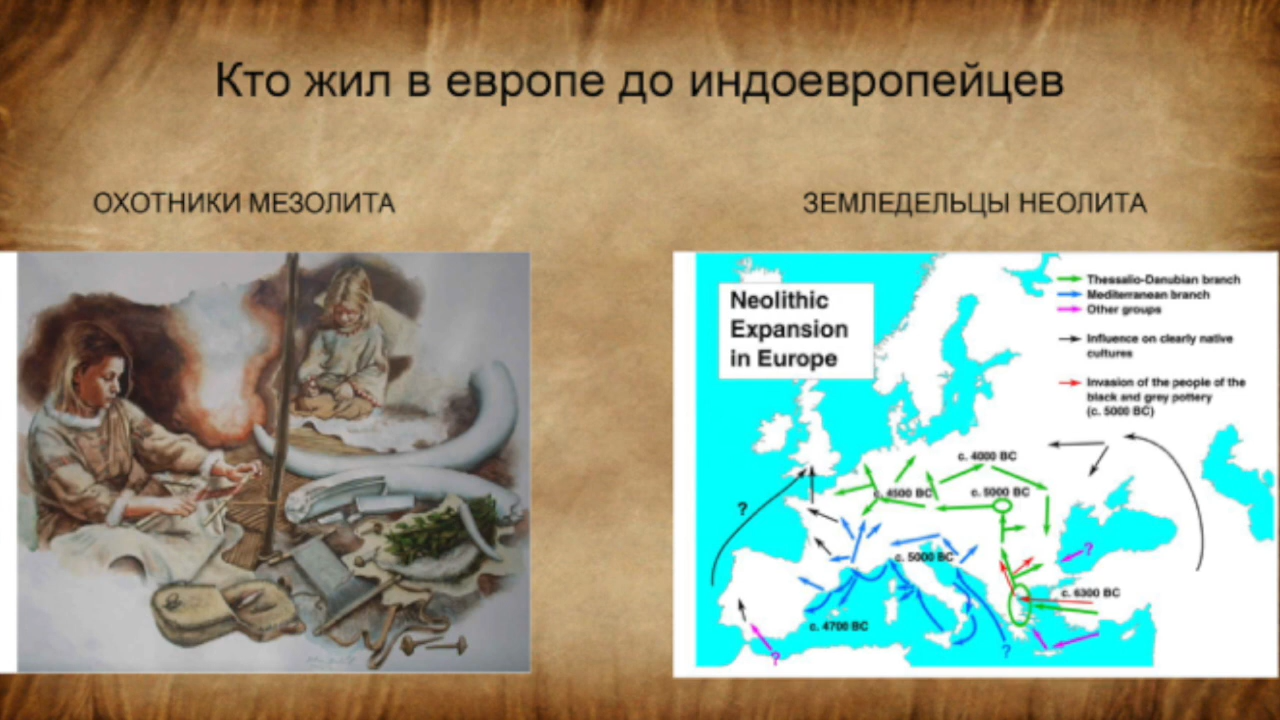 Кто жил в европе до индоевропейцев
ОХОТНИКИ МЕЗОЛИТА
ЗЕМЛЕДЕЛЬЦЫ НЕОЛИТА
Neolithic
Expansion
in Europe
Thessalio-Danubian branch
Mediterranean branch
Other groups
Influence on clearly native
cultures
Invasion of the people of the
black and grey pottery
(c. 5000 BC)
c. 4000 BC
c. 4500 BC
c. 5000 BC
?
?
c. 5000 BC
c. 6300 BC
c. 4700 BC
?
?